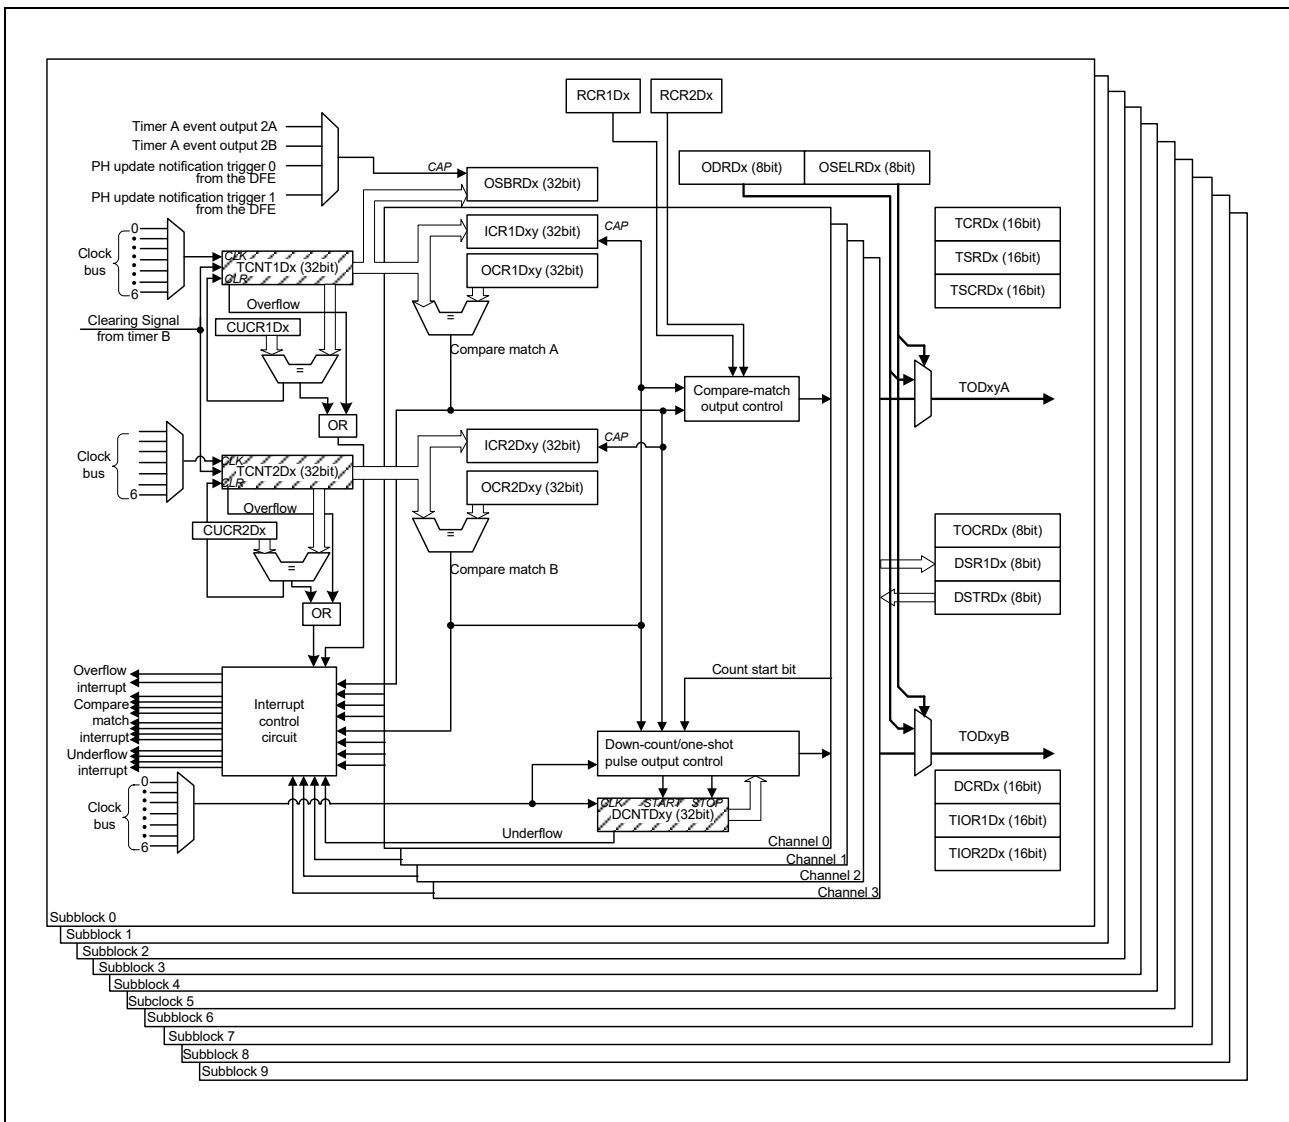 RCR1Dx
RCR2Dx
Timer A event output 2A
Timer A event output 2B
PH update notification trigger 0
from the DFE
PH update notification trigger 1
from the DFE
CAP
OSBRDx (32bit)
ODRDx (8bit)
OSELRDx (8bit)
0
Clock
bus
6
CLK
TCNT1Dx (32bit)
CLR
ICR1Dxy (32bit)
CAP
OCR1Dxy (32bit)
TCRDx (16bit)
TSRDx (16bit)
TSCRDx (16bit)
Overflow
Clearing Signal
from timer B
CUCR1Dx
=
=
Compare match A
Compare-match
output control
TODxyA
OR
Clock
bus
6
CLK
TCNT2Dx (32bit)
CLR
ICR2Dxy (32bit)
CAP
OCR2Dxy (32bit)
Overflow
CUCR2Dx
=
=
Compare match B
TOCRDx (8bit)
DSR1Dx (8bit)
DSTRDx (8bit)
OR
Overflow
interrupt
Compare
match
interrupt
Underflow
interrupt
Interrupt
control
circuit
Count start bit
Down-count/one-shot
pulse output control
TODxyB
0
Clock
bus
6
CLK
START
STOP
DCNTDxy (32bit)
Underflow
DCRDx (16bit)
TIOR1Dx (16bit)
TIOR2Dx (16bit)
Channel 0
Channel 1
Channel 2
Channel 3
Subblock 0
Subblock 1
Subblock 2
Subblock 3
Subblock 4
Subclock 5
Subblock 6
Subblock 7
Subblock 8
Subblock 9